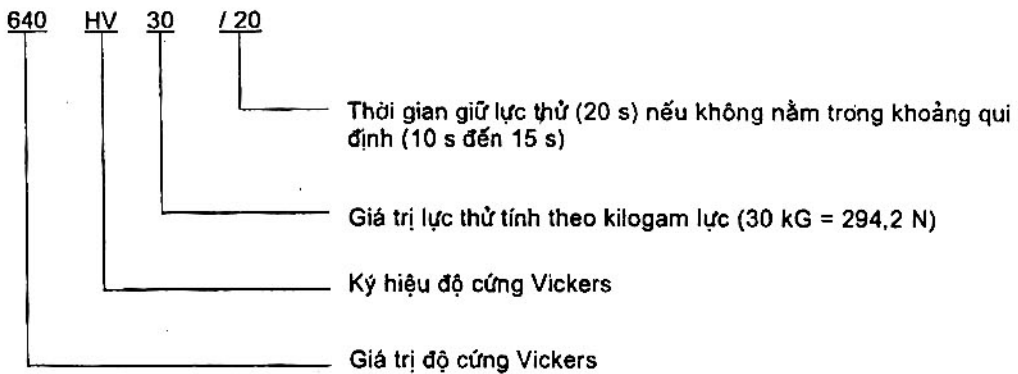 640 HV 30 / 20
Thời gian giữ lực thử (20 s) nếu không nằm trong khoảng qui
định (10 s đến 15 s)
Giá trị lực thử tính theo kilogam lực (30 kG = 294,2 N)
Ký hiệu độ cứng Vickers
Giá trị độ cứng Vickers